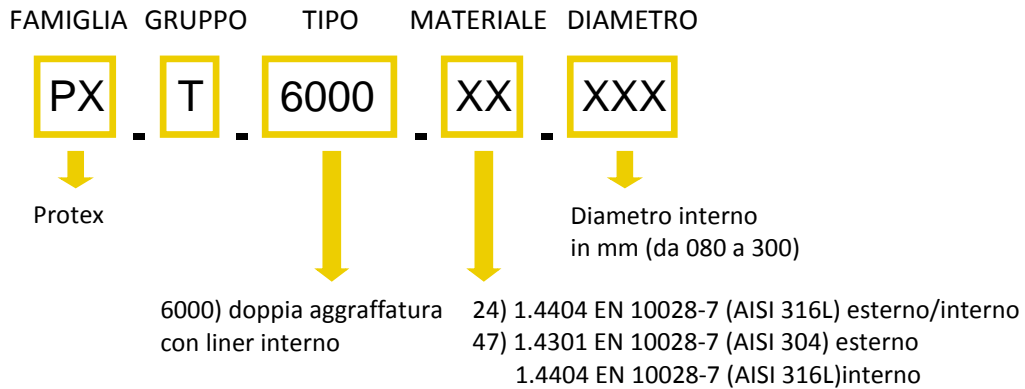 FAMIGLIA GRUPPO TIPO MATERIALE DIAMETRO
PX - T - 6000 - XX - XXX
Protex
Diametro interno
in mm (da 080 a 300)
6000) doppia aggraffatura
con liner interno
24) 1.4404 EN 10028-7 (AISI 316L) esterno/interno
47) 1.4301 EN 10028-7 (AISI 304) esterno
1.4404 EN 10028-7 (AISI 316L)interno